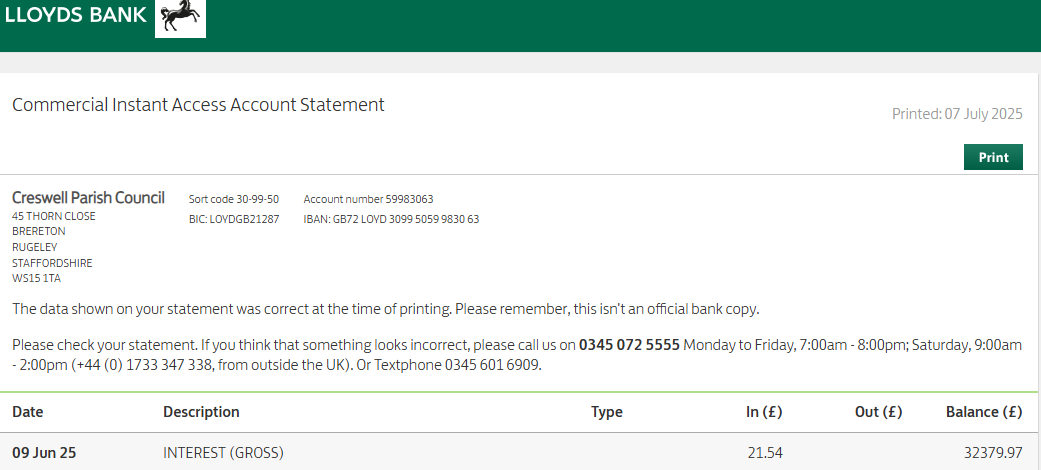 LLOYDS BANK
Commercial Instant Access Account Statement
Printed: 07 July 2025
Print
Creswell Parish Council
45 THORN CLOSE
BRERETON
RUGELEY
STAFFORDSHIRE
WS15 1TA
Sort code 30-99-50 Account number 59983063
BIC: LOYDGB21287 IBAN: GB72 LOYD 3099 5059 9830 63
The data shown on your statement was correct at the time of printing. Please remember, this isn't an official bank copy.
Please check your statement. If you think that something looks incorrect, please call us on 0345 072 5555 Monday to Friday, 7:00am - 8:00pm; Saturday, 9:00am
- 2:00pm (+44 (0) 1733 347 338, from outside the UK). Or Textphone 0345 601 6909.
Date Description Type In (£) Out (£) Balance (£)
09 Jun 25 INTEREST (GROSS) 21.54 32379.97